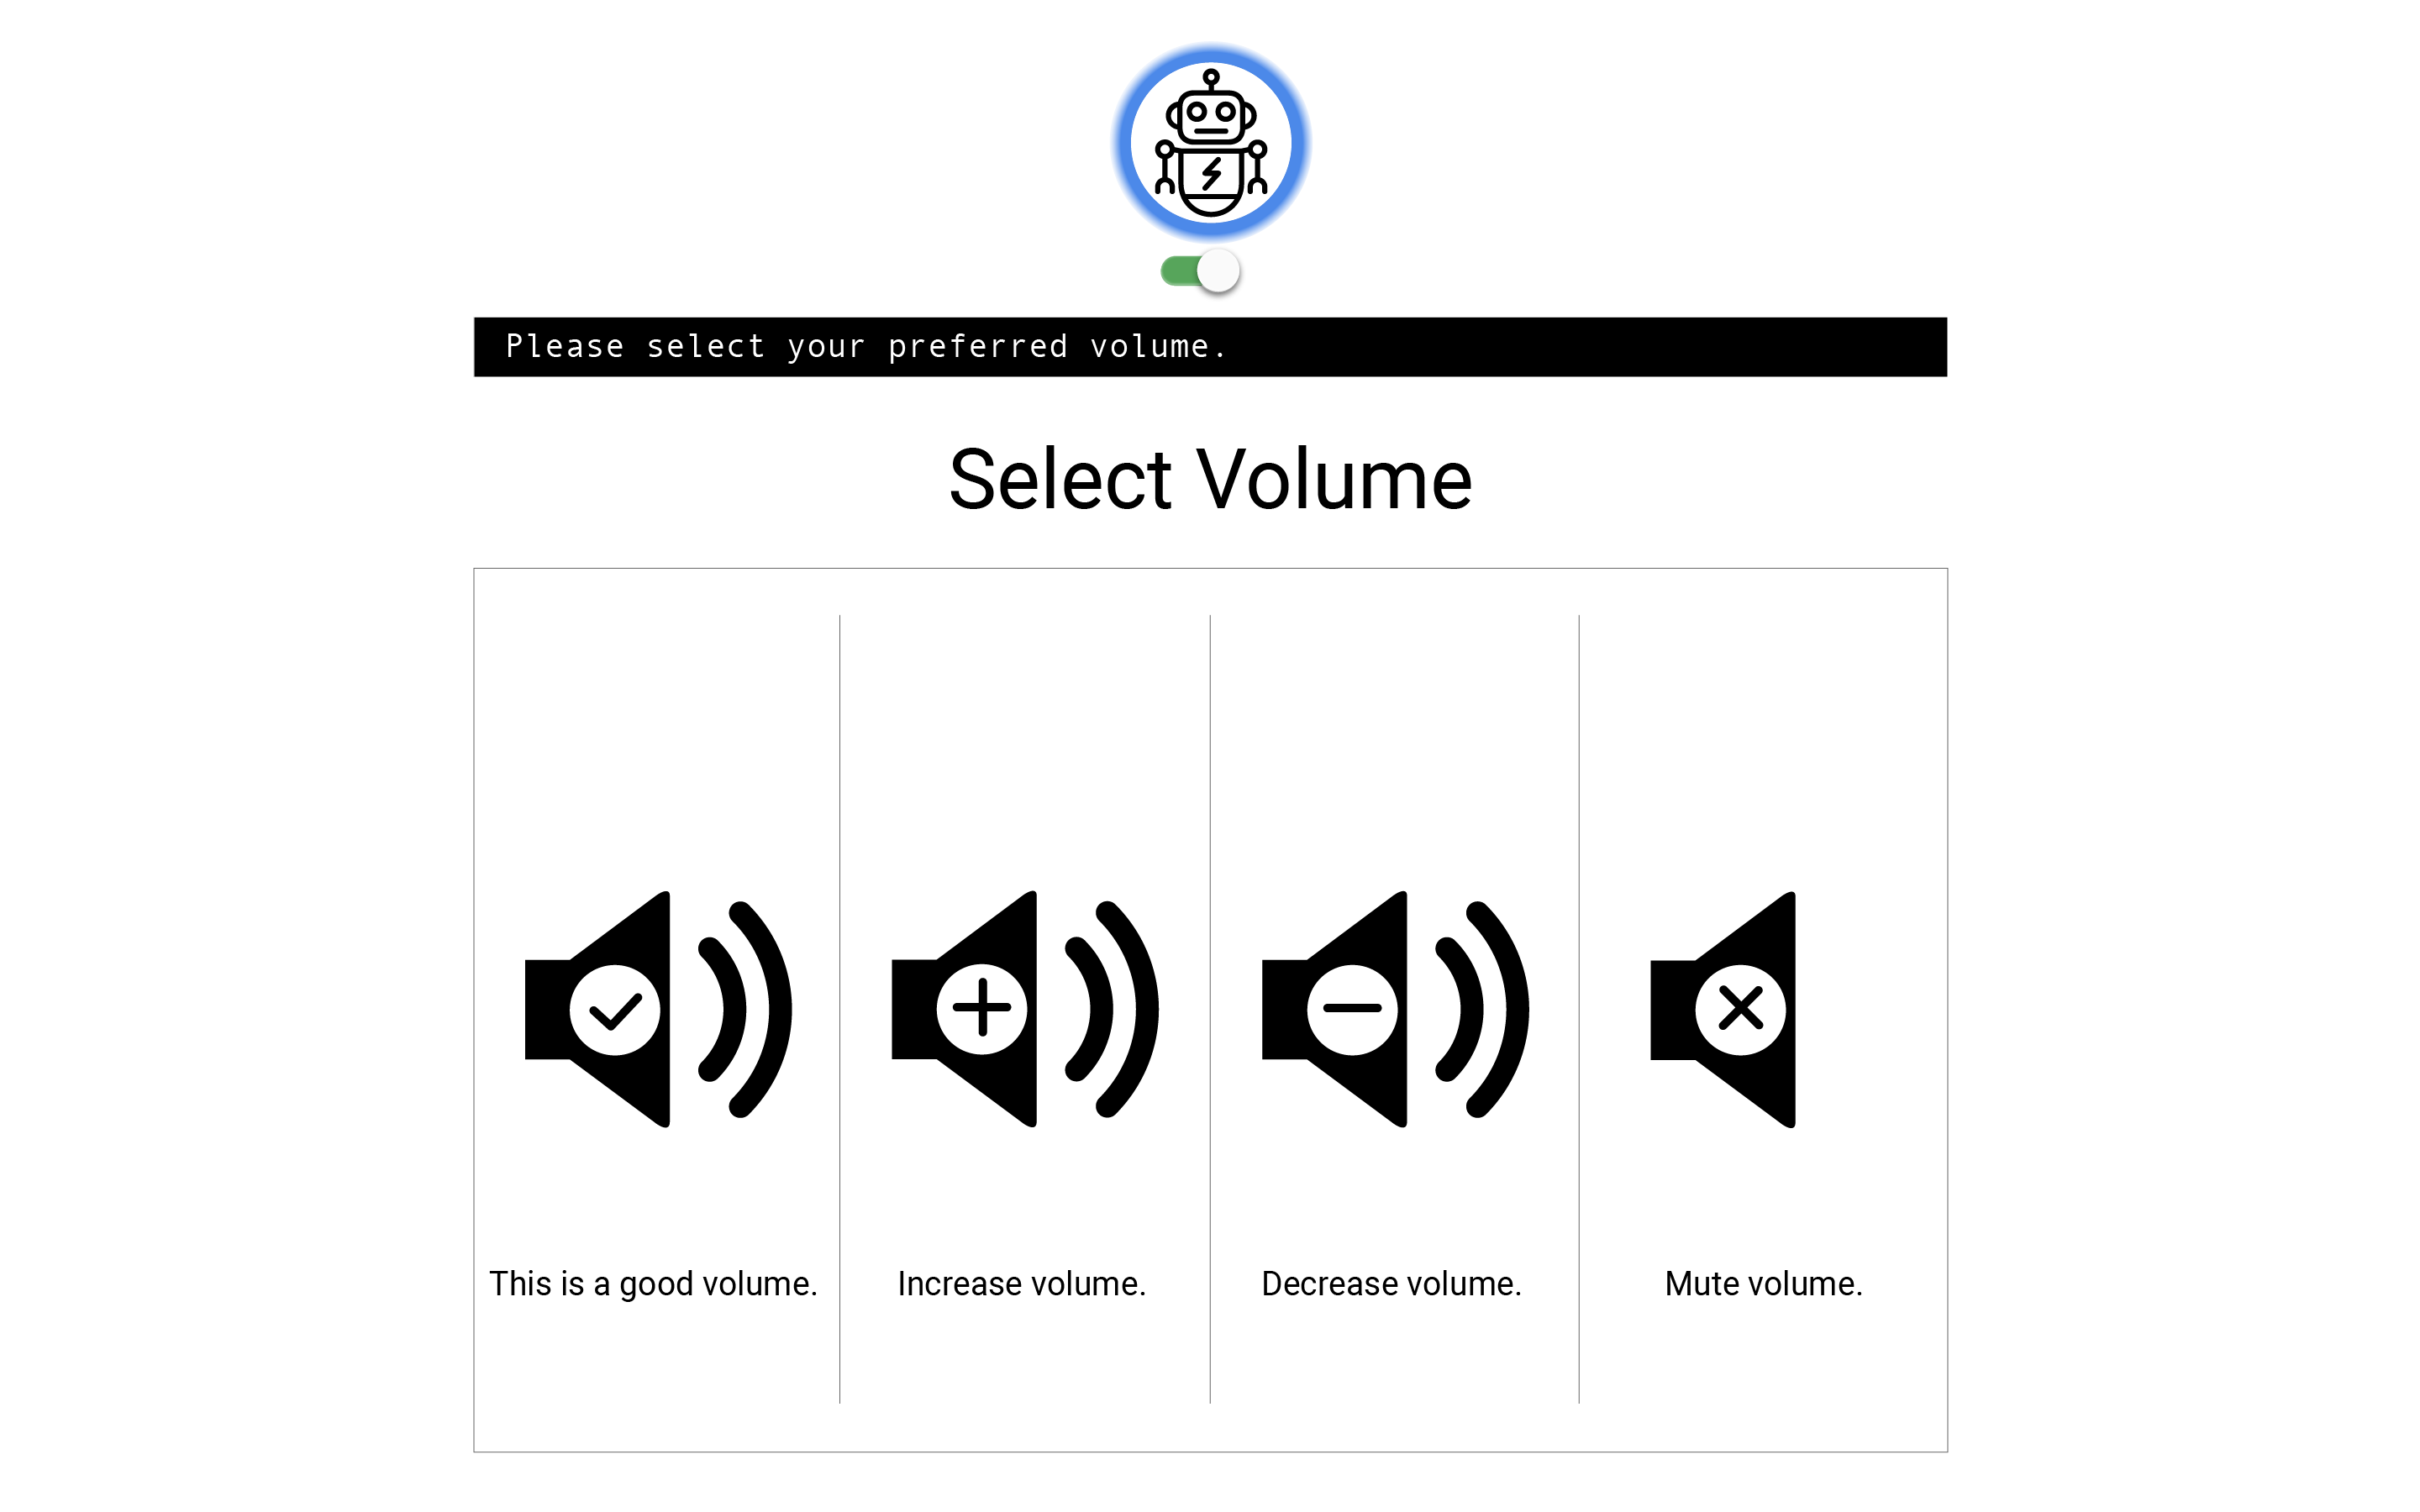 Please select your preferred volume.
Select Volume
This is a good volume.
Increase volume.
Decrease volume.
Mute volume.